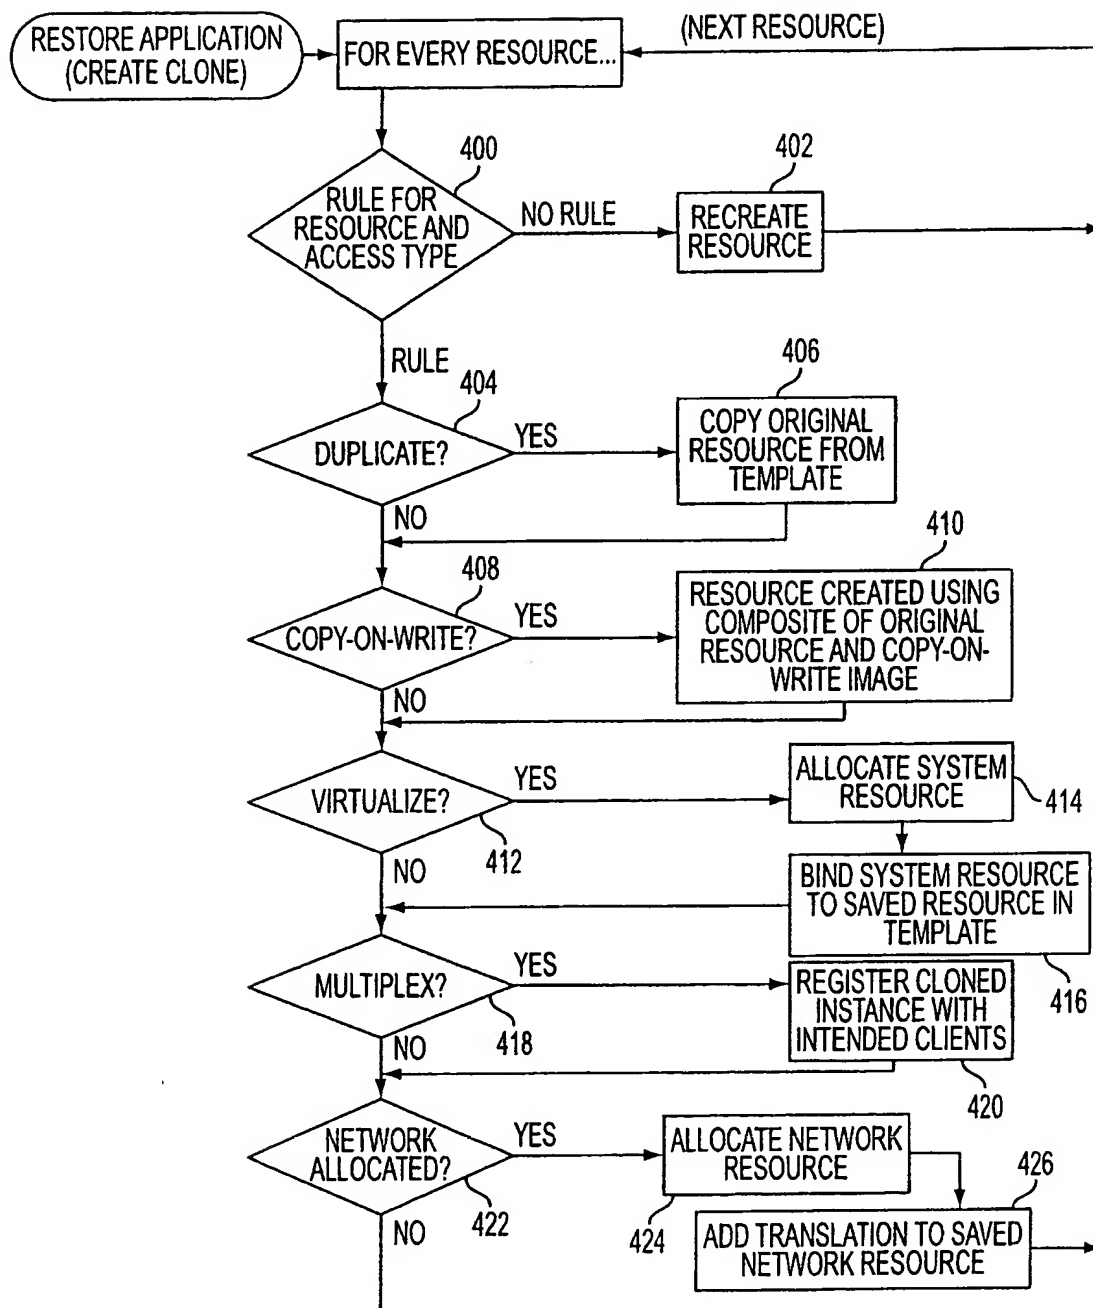 RESTORE APPLICATION
(CREATE CLONE)
FOR EVERY RESOURCE...
(NEXT RESOURCE)
400
RULE FOR
RESOURCE AND
ACCESS TYPE
NO RULE
402
RECREATE
RESOURCE
RULE
404
DUPLICATE?
YES
406
COPY ORIGINAL
RESOURCE FROM
TEMPLATE
NO
408
COPY-ON-WRITE?
YES
410
RESOURCE CREATED USING
COMPOSITE OF ORIGINAL
RESOURCE AND COPY-ON-
WRITE IMAGE
NO
VIRTUALIZE?
412
YES
ALLOCATE SYSTEM
RESOURCE
414
NO
BIND SYSTEM RESOURCE
TO SAVED RESOURCE IN
TEMPLATE
416
MULTIPLEX?
418
YES
REGISTER CLONED
INSTANCE WITH
INTENDED CLIENTS
420
NO
NETWORK
ALLOCATED?
422
YES
ALLOCATE NETWORK
RESOURCE
424
426
ADD TRANSLATION TO SAVED
NETWORK RESOURCE
NO